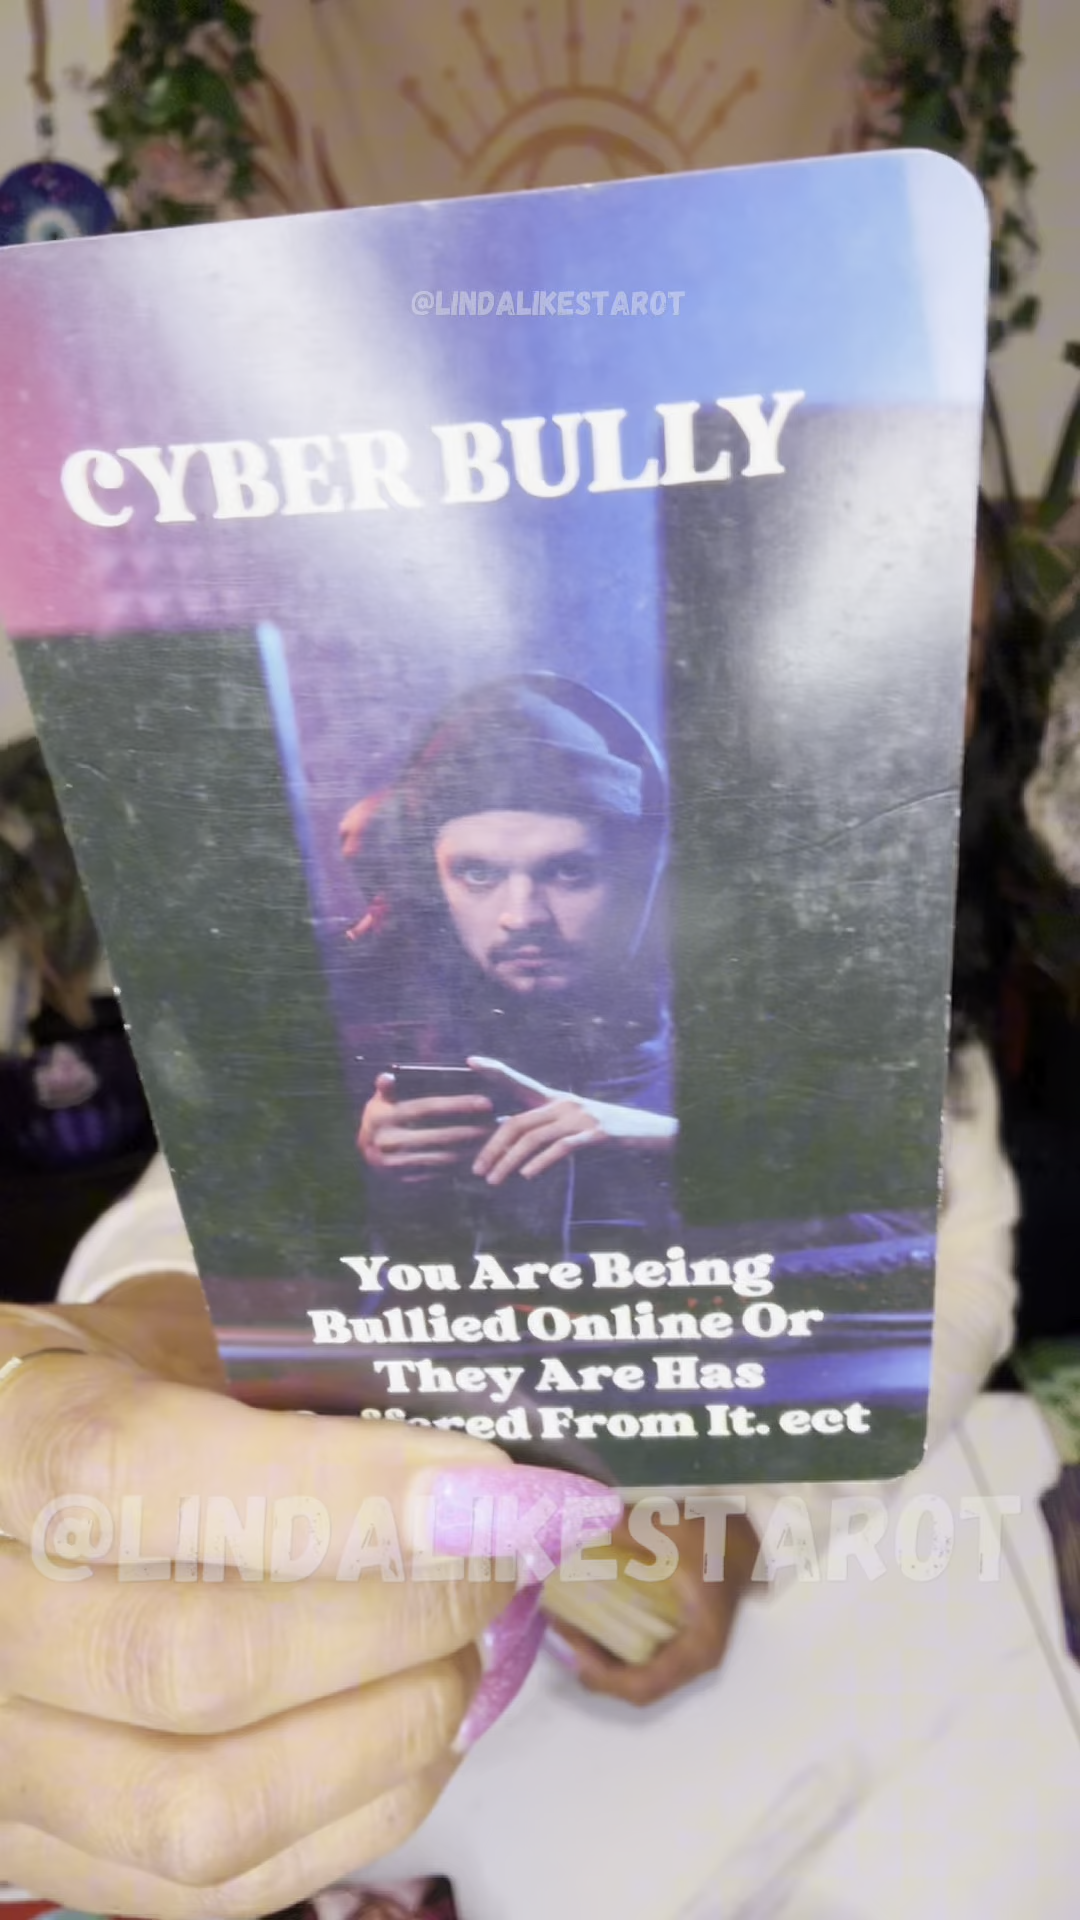 @LINDALIKESTAROT
CYBER BULLY
You Are Being
Bullied Online Or
They Are Has
From It. ect
@LINDALIKESTAROT